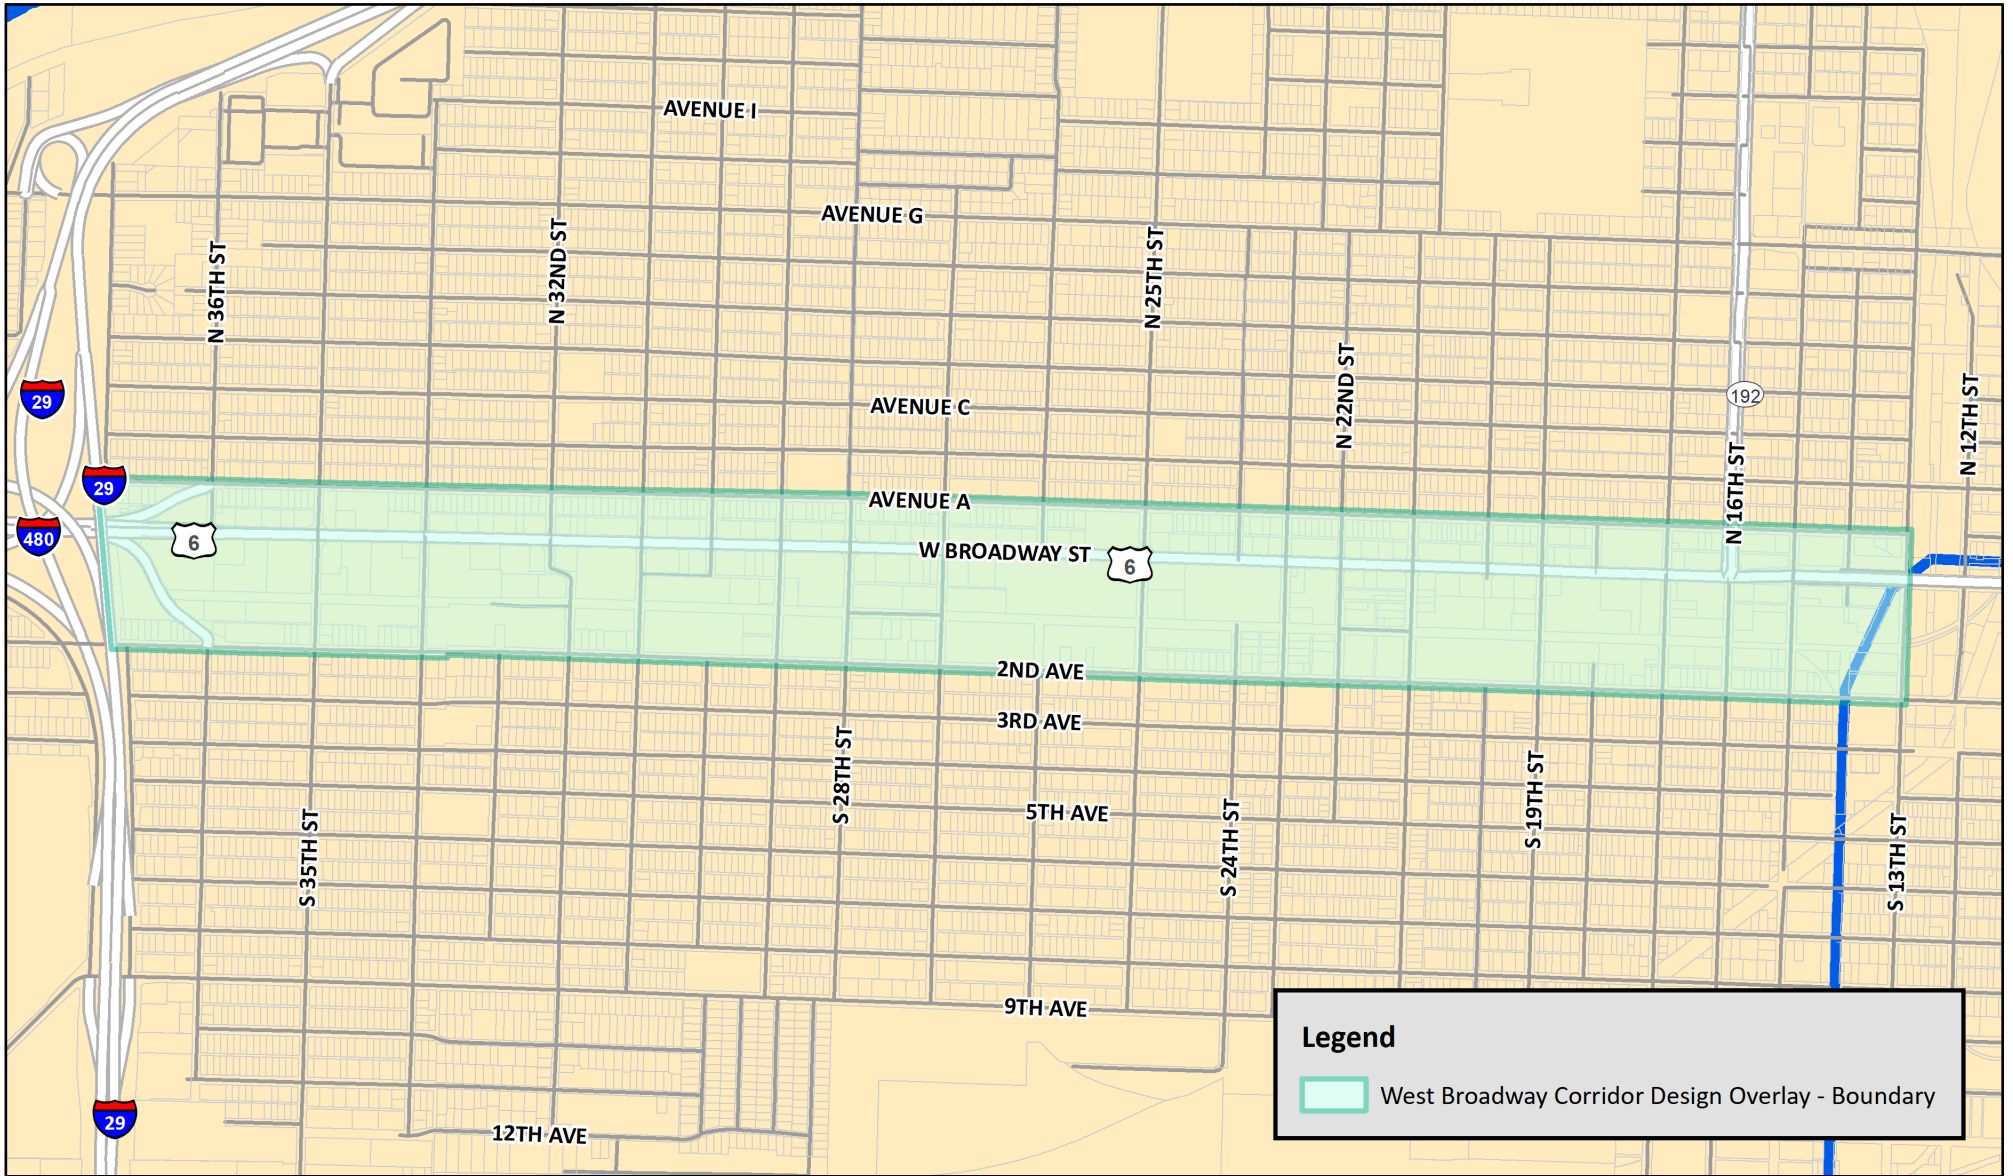 AVENUE I
AVENUE G
N 36TH ST
N 32ND ST
N 25TH ST
N 22ND ST
29
AVENUE C
192
N 12TH ST
N 16TH ST
29
AVENUE A
480
6
W BROADWAY ST
6
2ND AVE
3RD AVE
S 28TH ST
S 19TH ST
5TH AVE
S 24TH ST
S 35TH ST
S 13TH ST
9TH AVE
29
12TH AVE
Legend
West Broadway Corridor Design Overlay - Boundary